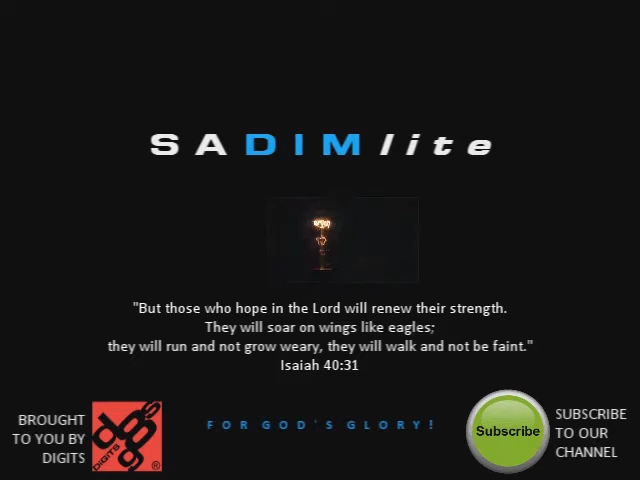 SADIMlite
"But those who hope in the Lord will renew their strength.
They will soar on wings like eagles;
they will run and not grow weary, they will walk and not be faint."
Isaiah 40:31
BROUGHT
TO YOU BY
DIGITS
digs
DIGITS
®
FOR GOD'S GLORY!
Subscribe
SUBSCRIBE
TO OUR
CHANNEL